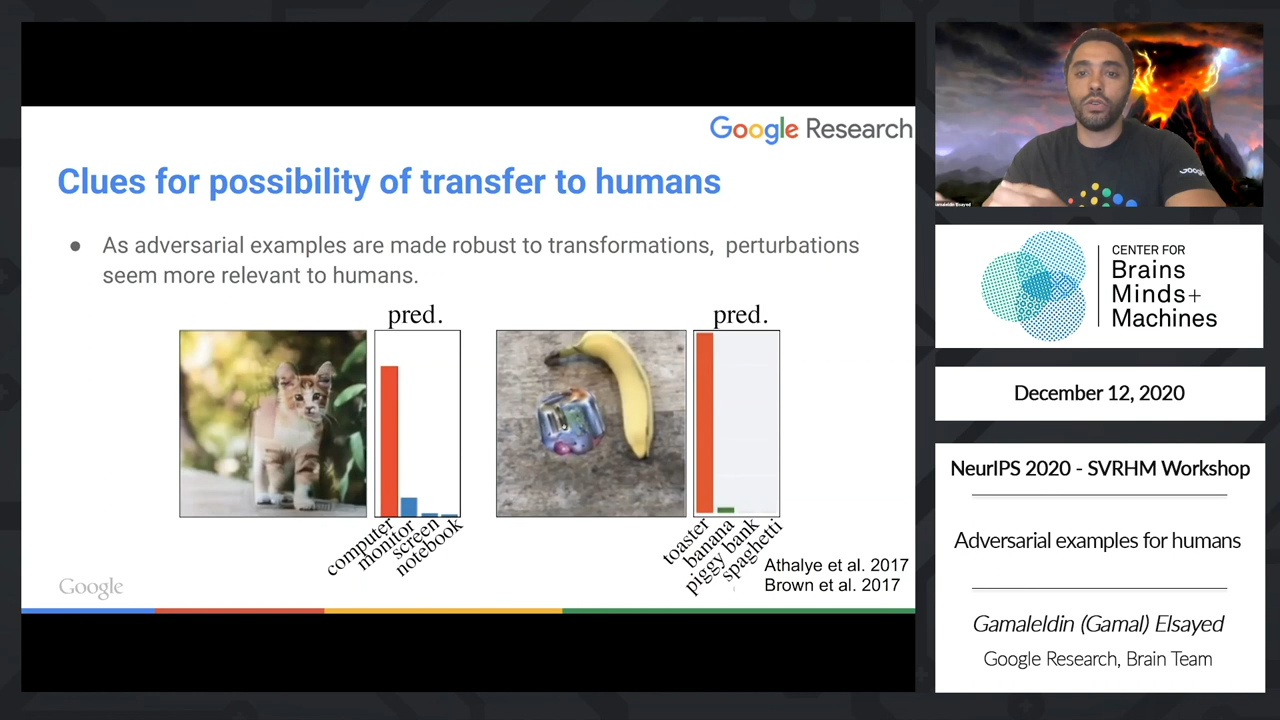 Google Research
Clues for possibility of transfer to humans
● As adversarial examples are made robust to transformations, perturbations
seem more relevant to humans.
pred.
computer
monitor
screen
notebook
pred.
toaster
banana
piggy bank
spaghetti
Athalye et al. 2017
Brown et al. 2017
Google
Gamaleldin Elsayed
CENTER FOR
Brains
Minds+
Machines
December 12, 2020
NeurIPS 2020 - SVRHM Workshop
Adversarial examples for humans
Gamaleldin (Gamal) Elsayed
Google Research, Brain Team